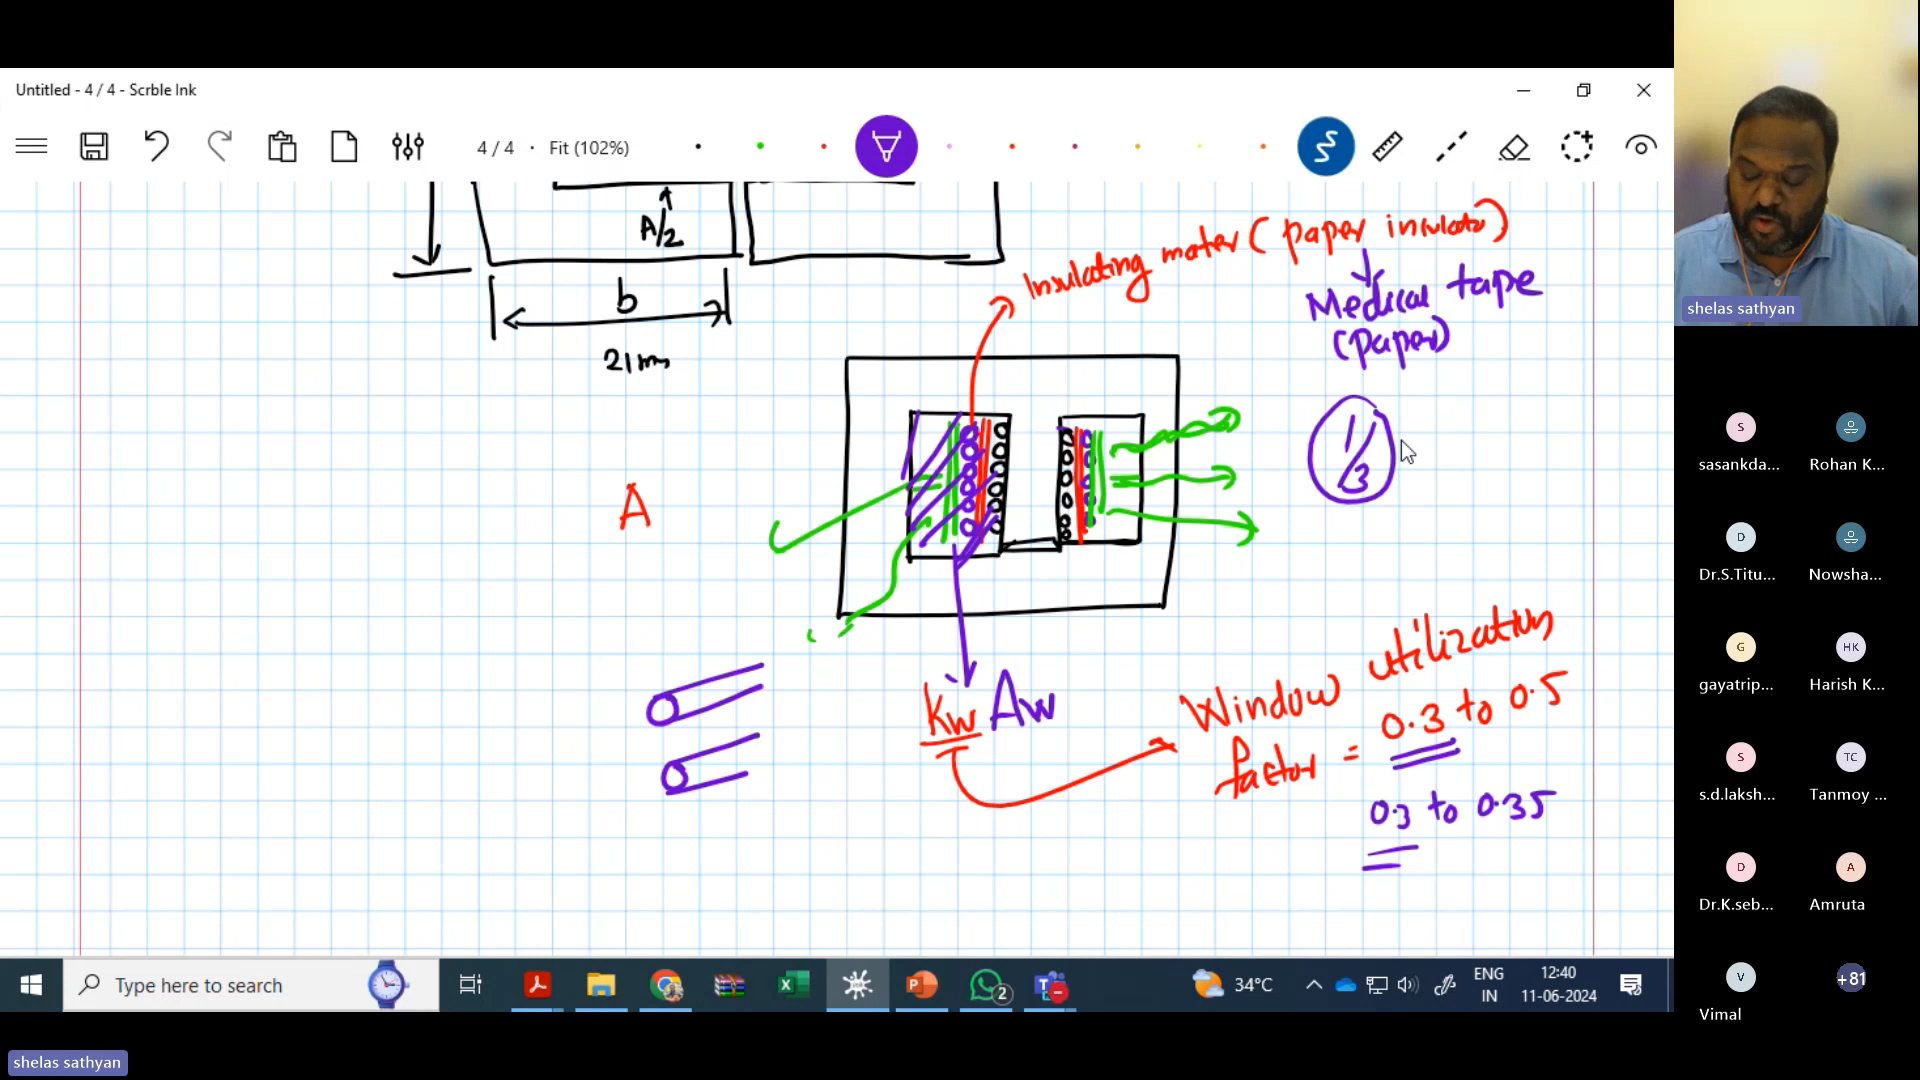 Untitled - 4 / 4 - Scrble Ink
4 / 4 · Fit (102%)
A/2
b
21mm
Insulating mater (paper insulator)
Medical tape
(paper)
1/3
A
Kw Aw
Window utilization
factor = 0.3 to 0.5
0.3 to 0.35
shelas sathyan
sasankda...
Rohan K...
Dr.S.Titu...
Nowsha...
gayatrip...
Harish K...
s.d.laksh...
Tanmoy ...
Dr.K.seb...
Amruta
Vimal
+81
S
D
G
HK
S
TC
D
A
V
Type here to search
2
34°C
ENG
IN
12:40
11-06-2024
shelas sathyan